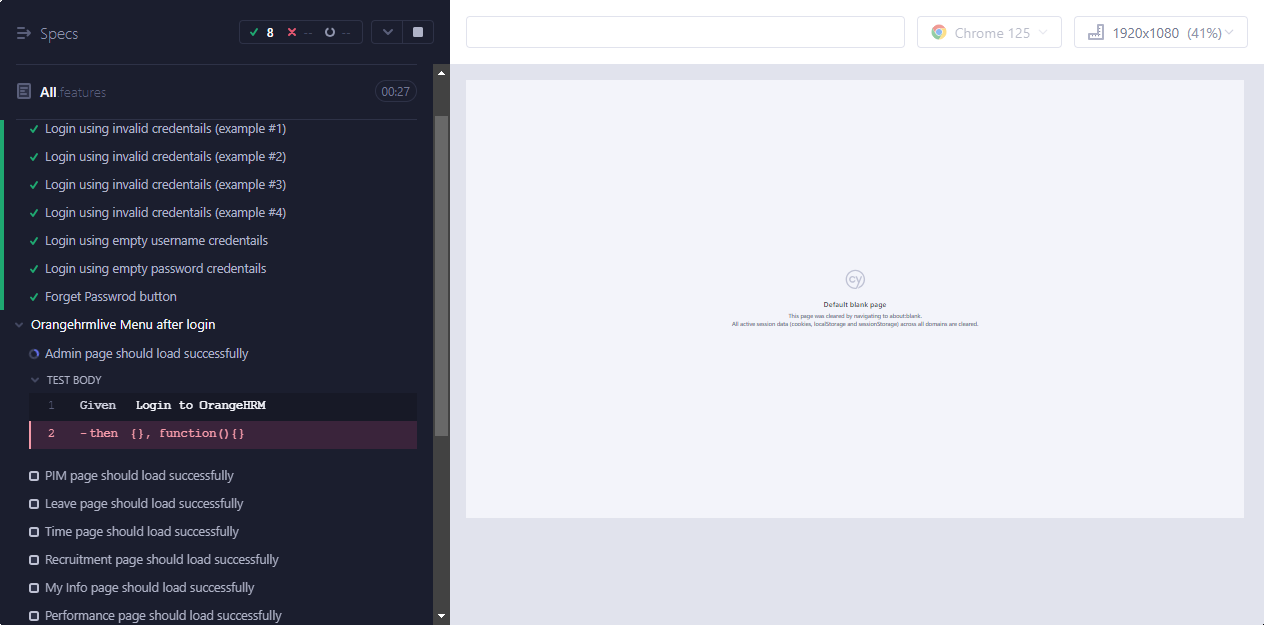 Specs
8 -- --
All.features
00:27
Login using invalid credentails (example #1)
Login using invalid credentails (example #2)
Login using invalid credentails (example #3)
Login using invalid credentails (example #4)
Login using empty username credentails
Login using empty password credentails
Forget Passwrod button
Orangehrmlive Menu after login
Admin page should load successfully
TEST BODY
1 Given Login to OrangeHRM
2 -then {}, function(){}
PIM page should load successfully
Leave page should load successfully
Time page should load successfully
Recruitment page should load successfully
My Info page should load successfully
Performance page should load successfully
Chrome 125
1920x1080 (41%)
cy
Default blank page
This page was cleared by navigating to about:blank.
All active session data (cookies, localStorage and sessionStorage) across all domains are cleared.